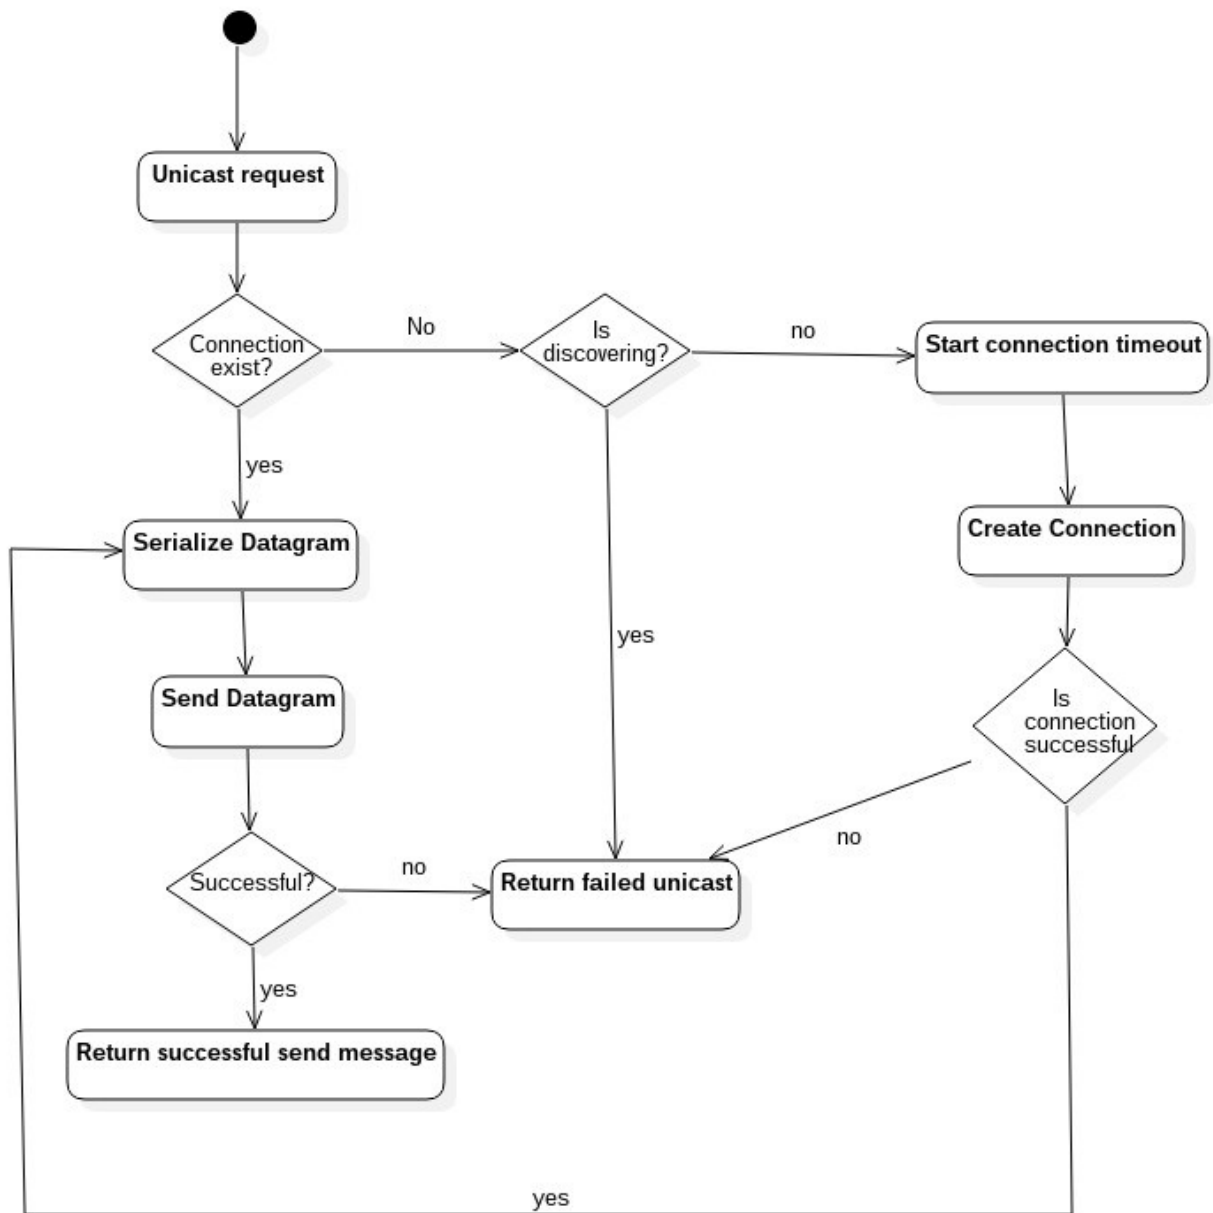 Unicast request
Connection
exist?
No
Is
discovering?
no
Start connection timeout
yes
Serialize Datagram
Create Connection
yes
Send Datagram
Is
connection
successful
no
Successful?
no
Return failed unicast
yes
Return successful send message
yes